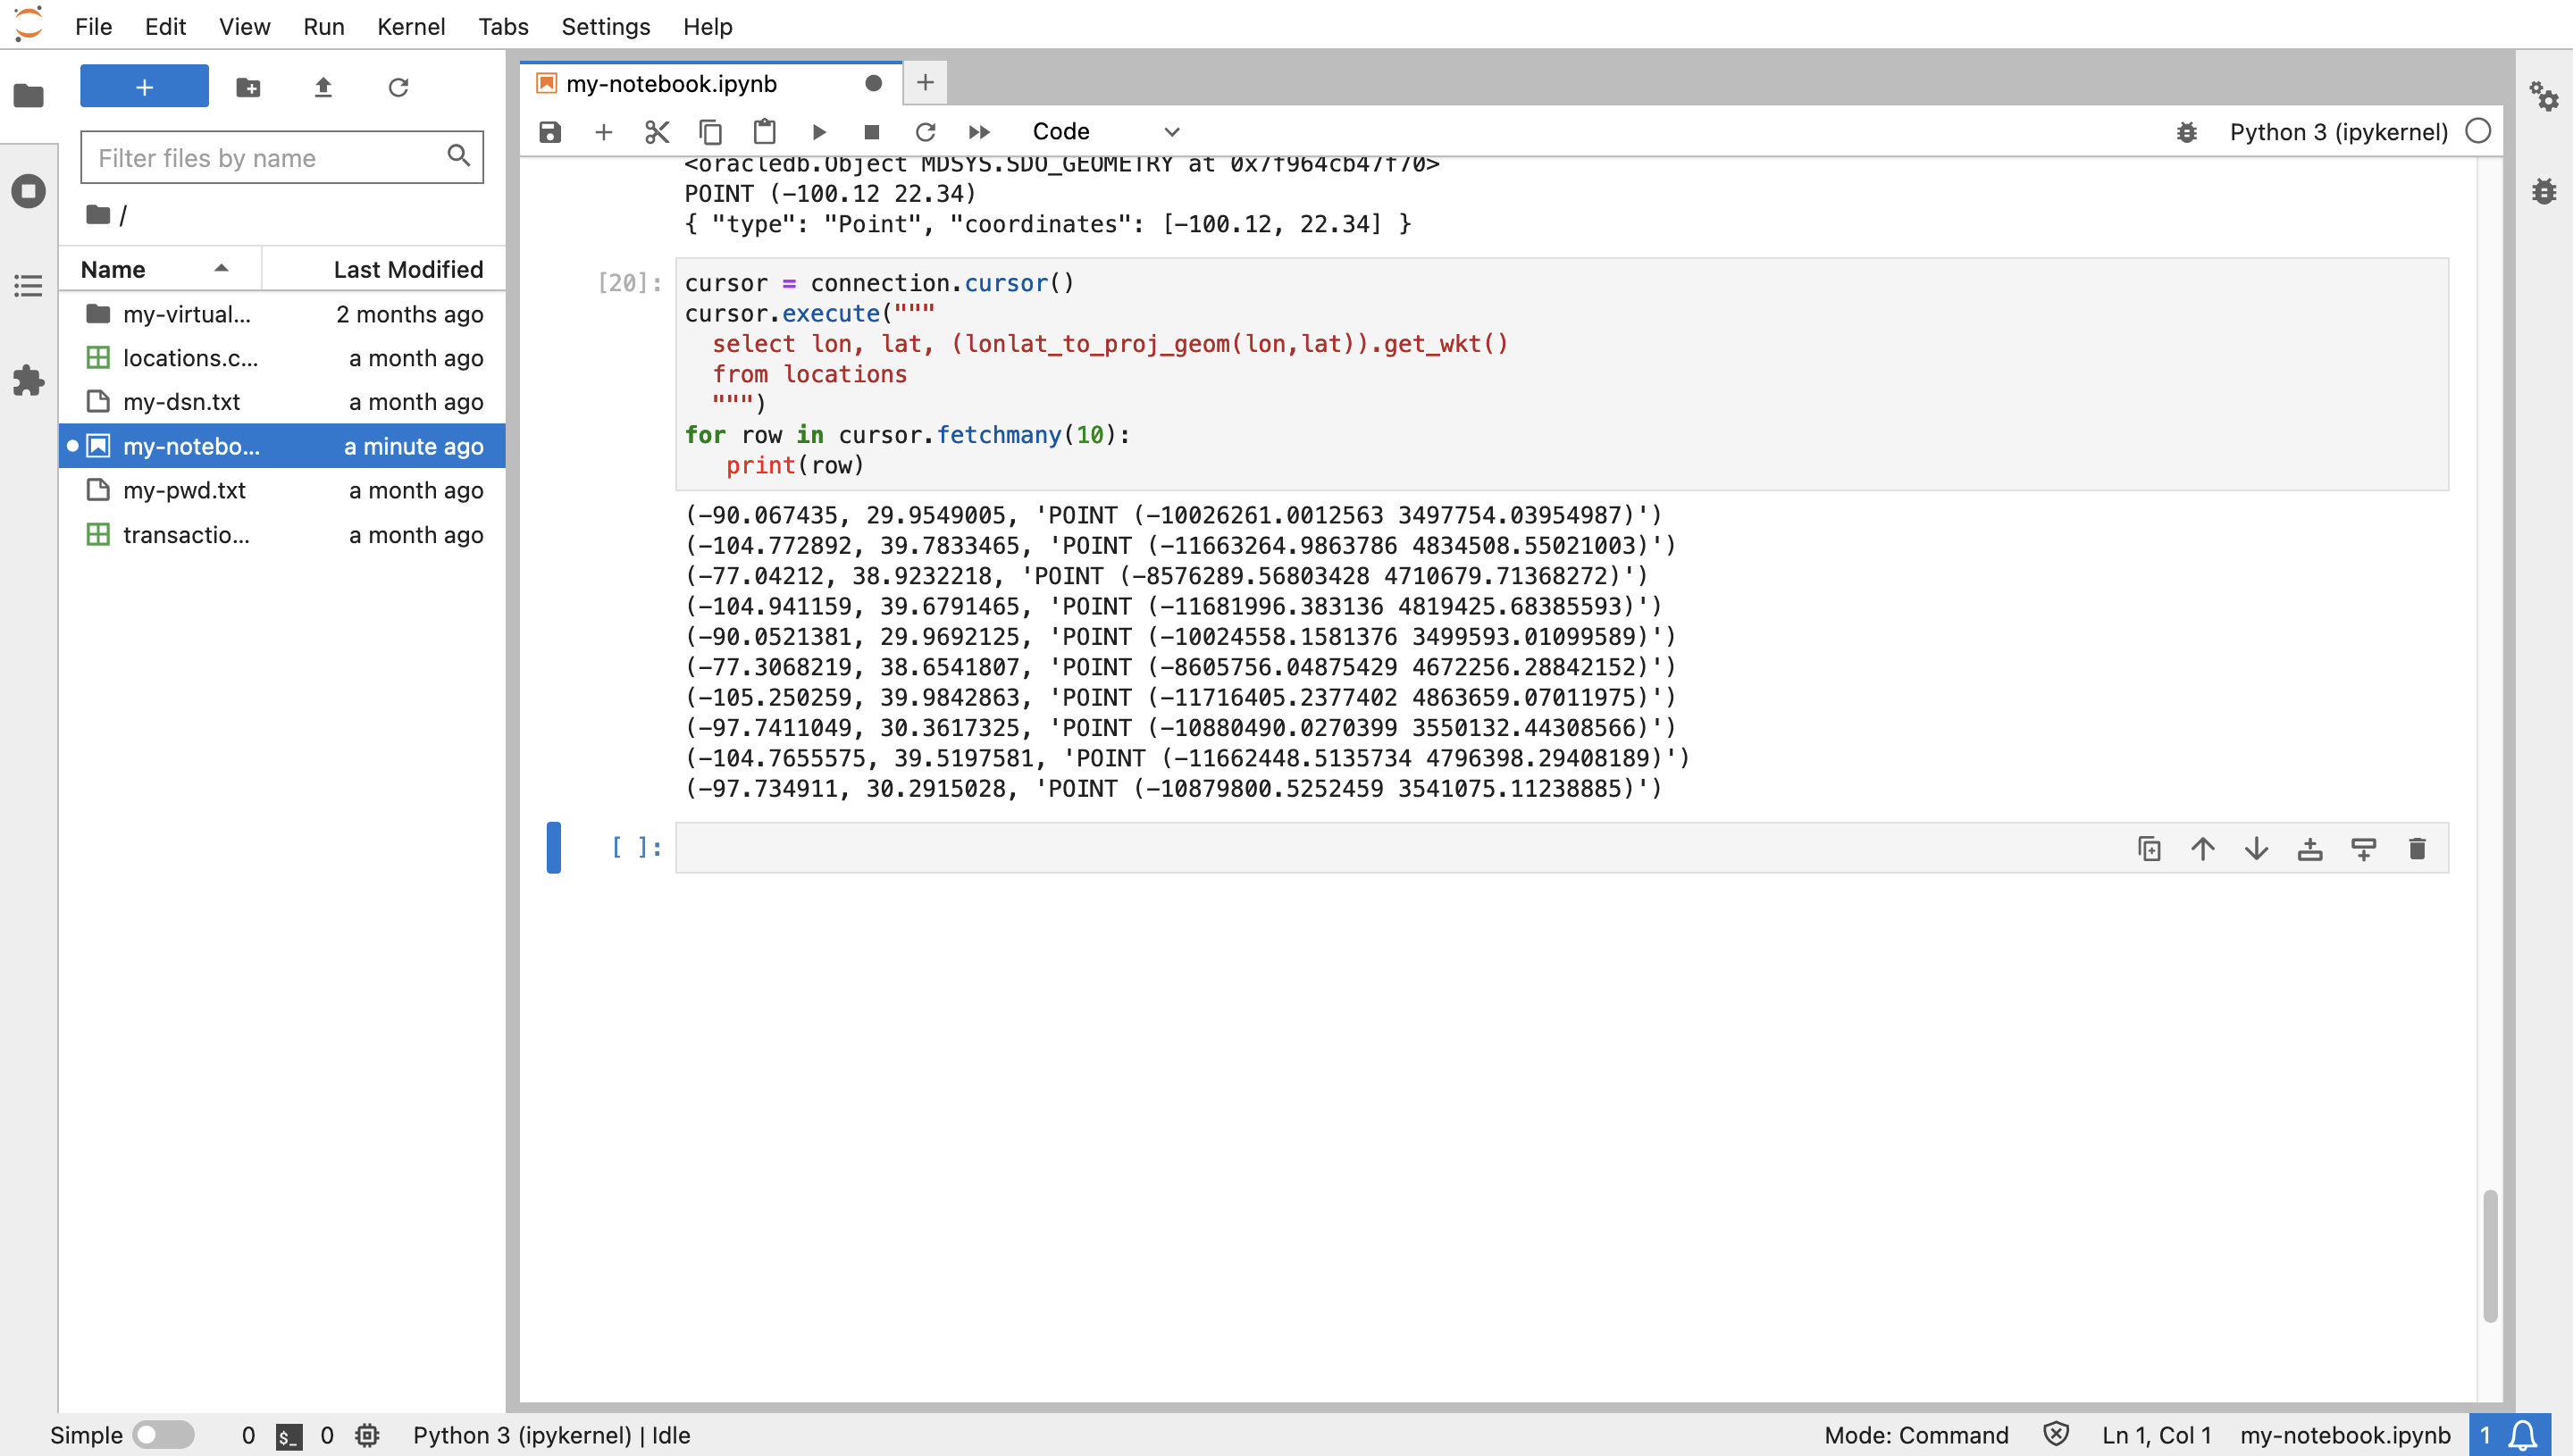 File Edit View Run Kernel Tabs Settings Help
my-notebook.ipynb
Filter files by name
Code
Python 3 (ipykernel)
/
Name Last Modified
my-virtual... 2 months ago
locations.c... a month ago
my-dsn.txt a month ago
my-notebo... a minute ago
my-pwd.txt a month ago
transactio... a month ago
<oracledb.Object MDSYS.SDO_GEOMETRY at 0x7f964cb47f70>
POINT (-100.12 22.34)
{ "type": "Point", "coordinates": [-100.12, 22.34] }
[20]:
cursor = connection.cursor()
cursor.execute("""
  select lon, lat, (lonlat_to_proj_geom(lon,lat)).get_wkt()
  from locations
  """)
for row in cursor.fetchmany(10):
   print(row)
(-90.067435, 29.9549005, 'POINT (-10026261.0012563 3497754.03954987)')
(-104.772892, 39.7833465, 'POINT (-11663264.9863786 4834508.55021003)')
(-77.04212, 38.9232218, 'POINT (-8576289.56803428 4710679.71368272)')
(-104.941159, 39.6791465, 'POINT (-11681996.383136 4819425.68385593)')
(-90.0521381, 29.9692125, 'POINT (-10024558.1581376 3499593.01099589)')
(-77.3068219, 38.6541807, 'POINT (-8605756.04875429 4672256.28842152)')
(-105.250259, 39.9842863, 'POINT (-11716405.2377402 4863659.07011975)')
(-97.7411049, 30.3617325, 'POINT (-10880490.0270399 3550132.44308566)')
(-104.7655575, 39.5197581, 'POINT (-11662448.5135734 4796398.29408189)')
(-97.734911, 30.2915028, 'POINT (-10879800.5252459 3541075.11238885)')
[ ]:
Simple 0 $_ 0 Python 3 (ipykernel) | Idle Mode: Command Ln 1, Col 1 my-notebook.ipynb 1